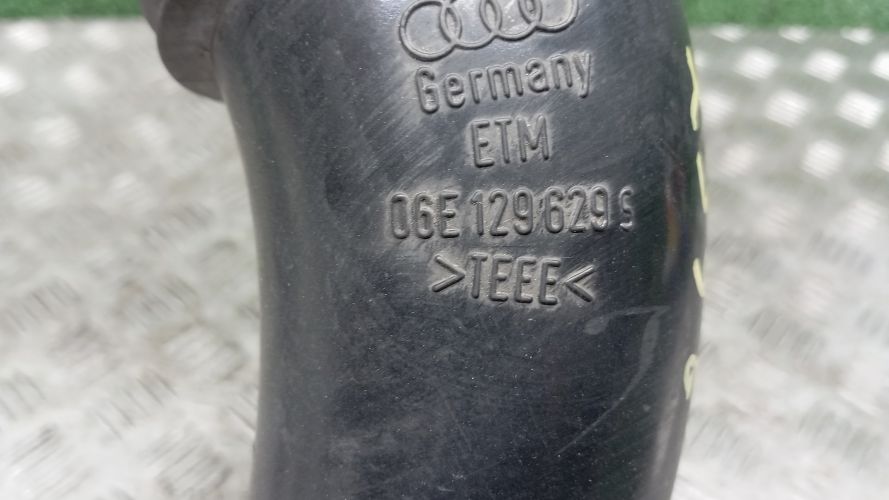 Germany
ETM
06E 129 629 S
>TEEE<